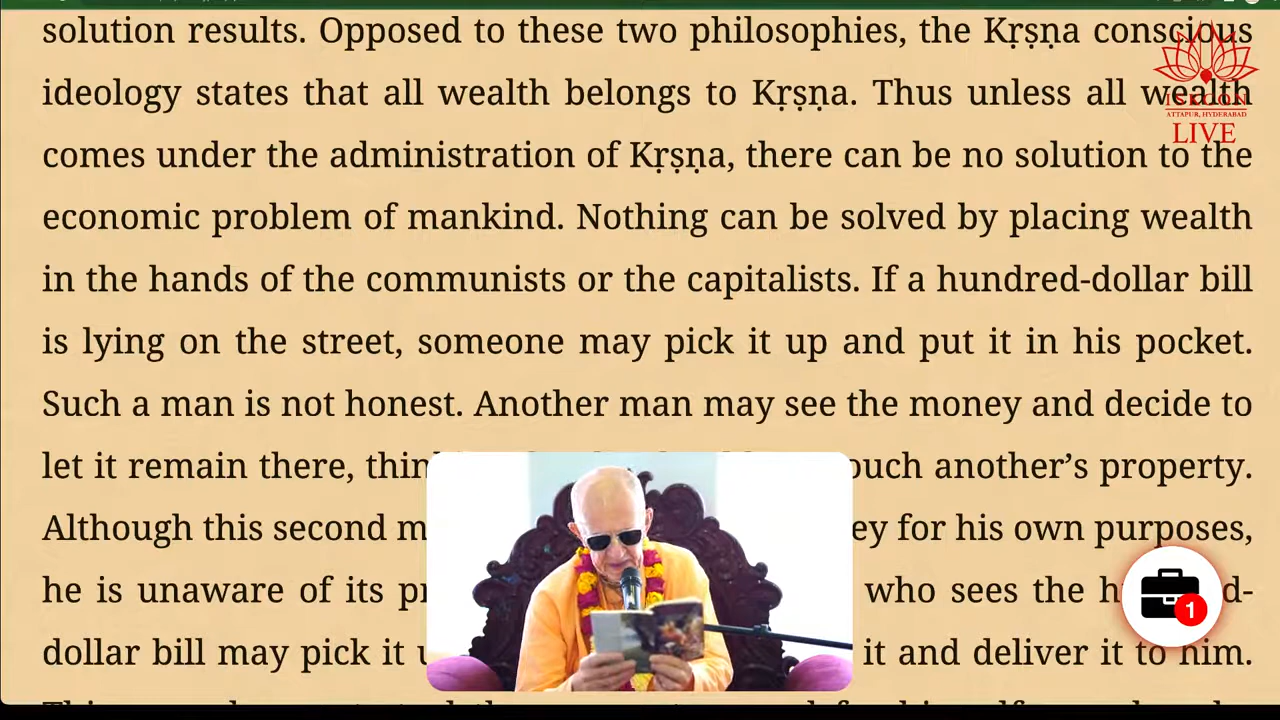 solution results. Opposed to these two philosophies, the Kṛṣṇa conscious
ideology states that all wealth belongs to Kṛṣṇa. Thus unless all wealth
comes under the administration of Kṛṣṇa, there can be no solution to the
economic problem of mankind. Nothing can be solved by placing wealth
in the hands of the communists or the capitalists. If a hundred-dollar bill
is lying on the street, someone may pick it up and put it in his pocket.
Such a man is not honest. Another man may see the money and decide to
let it remain there, another's property.
Although this second for his own purposes,
he is unaware of its who sees the
dollar bill may pick it it and deliver it to him.
ISKCON
ATTAPUR, HYDERABAD
LIVE
1